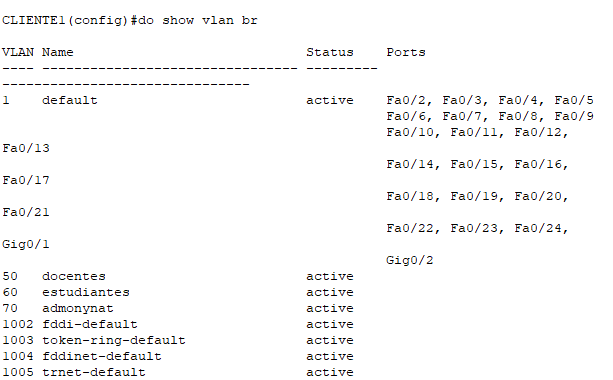 CLIENTE1(config)#do show vlan br
VLAN Name                             Status    Ports
---- -------------------------------- ---------
-------------------------------
1    default                          active    Fa0/2, Fa0/3, Fa0/4, Fa0/5
                                                Fa0/6, Fa0/7, Fa0/8, Fa0/9
                                                Fa0/10, Fa0/11, Fa0/12,
Fa0/13
                                                Fa0/14, Fa0/15, Fa0/16,
Fa0/17
                                                Fa0/18, Fa0/19, Fa0/20,
Fa0/21
                                                Fa0/22, Fa0/23, Fa0/24,
Gig0/1
                                                Gig0/2
50   docentes                         active
60   estudiantes                      active
70   admonynat                        active
1002 fddi-default                     active
1003 token-ring-default               active
1004 fddinet-default                  active
1005 trnet-default                    active